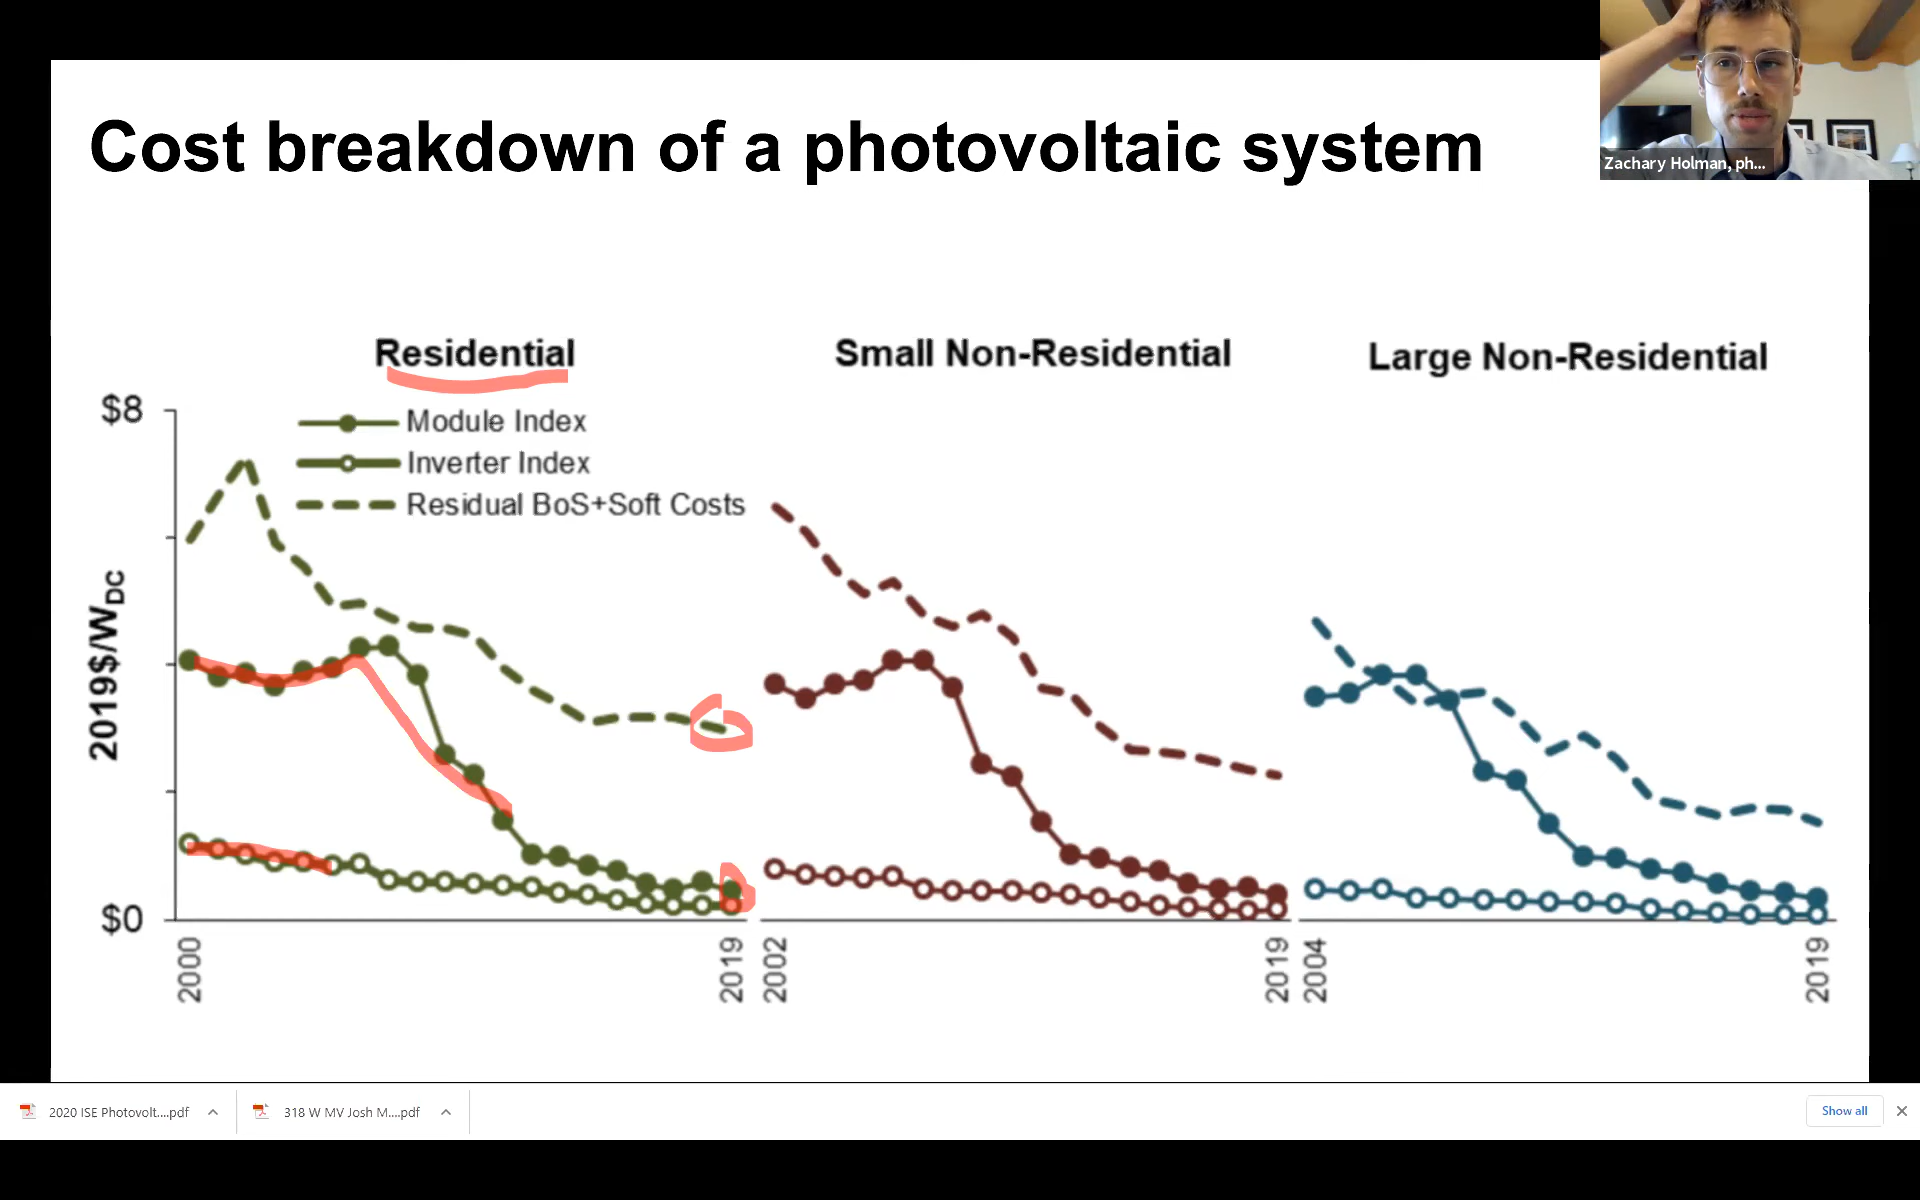 Cost breakdown of a photovoltaic system
Zachary Holman, ph...
Residential
Small Non-Residential
Large Non-Residential
$8
Module Index
Inverter Index
Residual BoS+Soft Costs
2019$/WDC
$0
2000
2019
2002
2019
2004
2019
2020 ISE Photovolt....pdf
318 W MV Josh M....pdf
Show all